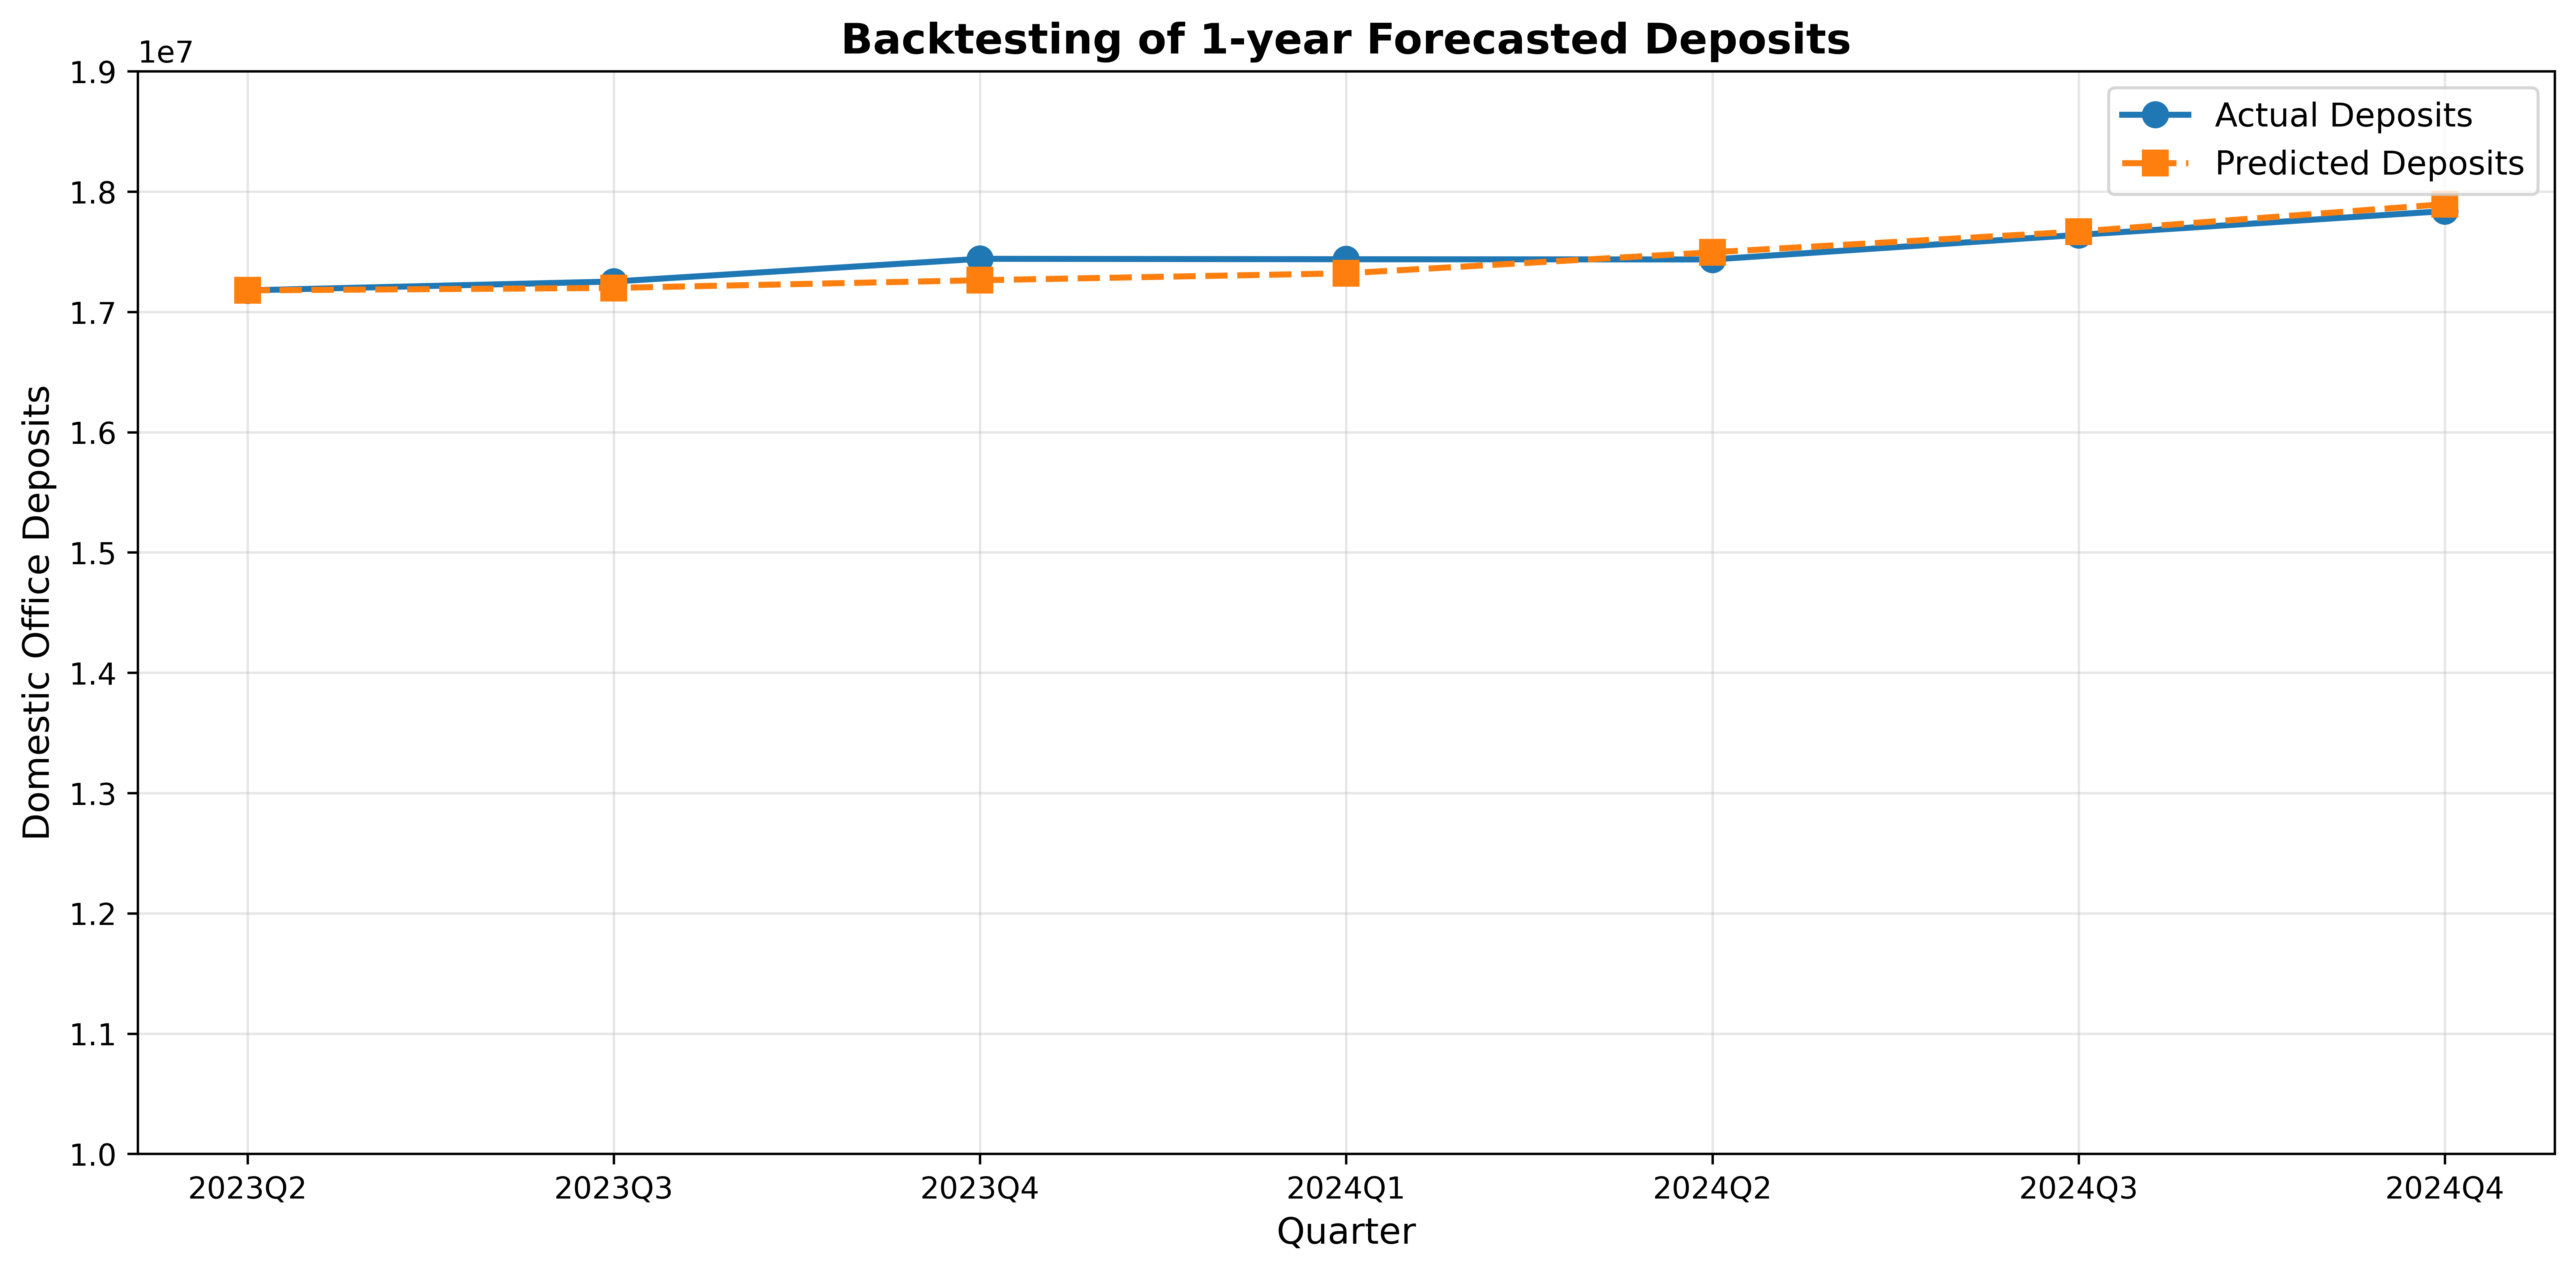 Backtesting of 1-year Forecasted Deposits
1e7
1.9
1.8
1.7
1.6
1.5
1.4
1.3
1.2
1.1
1.0
Domestic Office Deposits
Actual Deposits
Predicted Deposits
2023Q2
2023Q3
2023Q4
2024Q1
2024Q2
2024Q3
2024Q4
Quarter